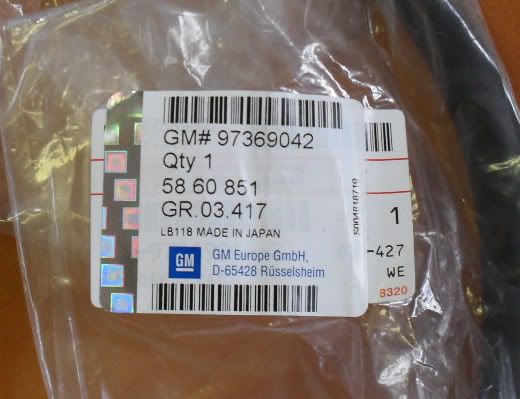 GM# 97369042
Qty 1
58 60 851
GR.03.417
LB118 MADE IN JAPAN
GM
GM Europe GmbH,
D-65428 Rüsselsheim
S004818719
1
-427
WE
8320